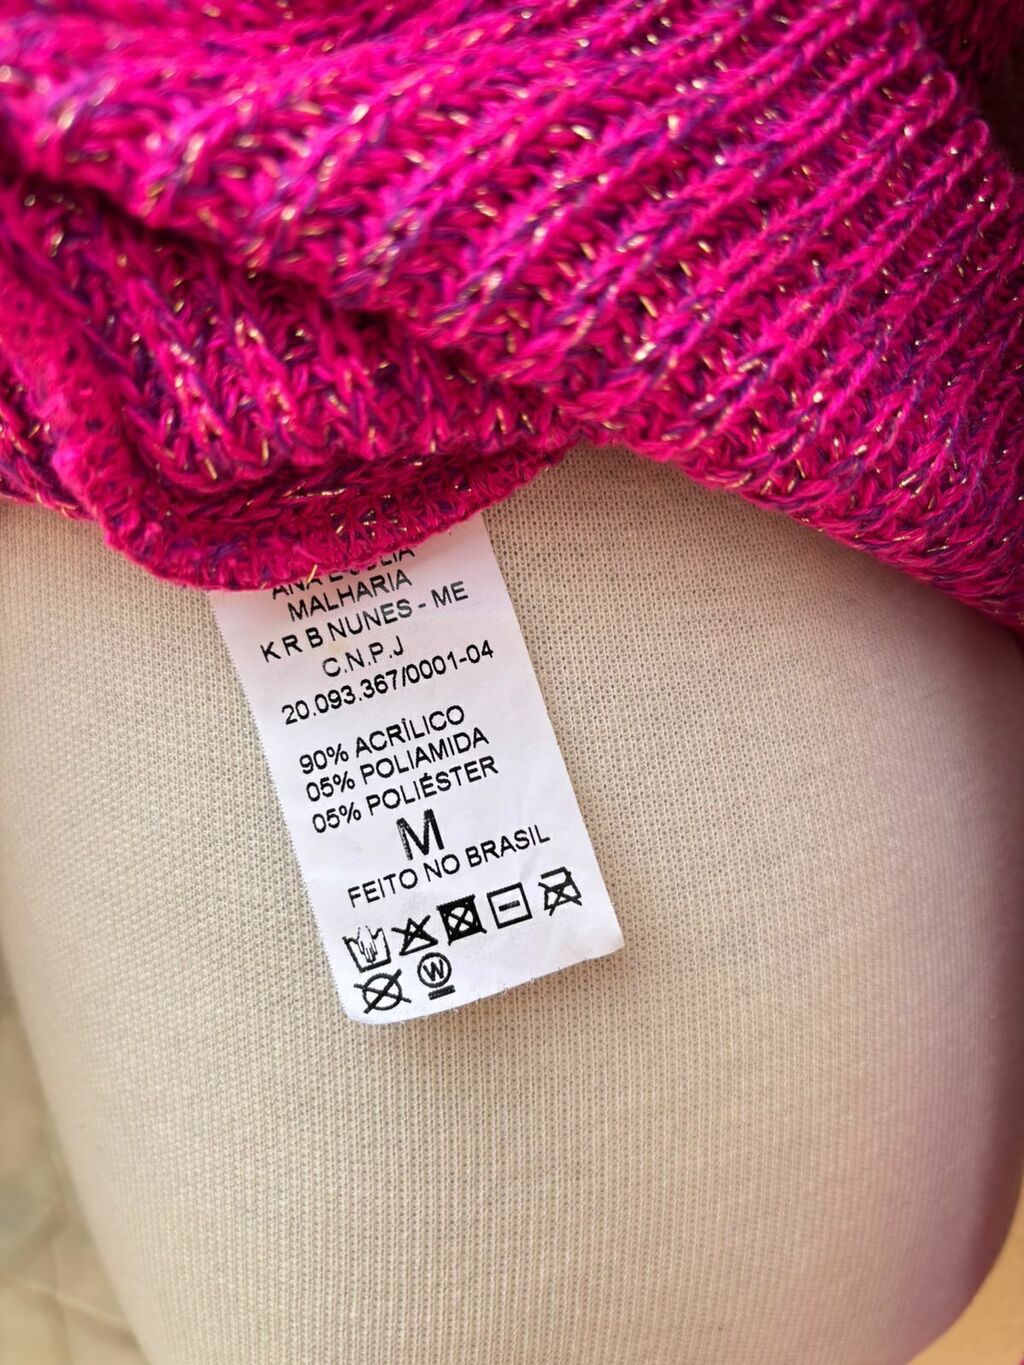 MALHARIA
K R B NUNES - ME
C.N.P.J
20.093.367/0001-04
90% ACRÍLICO
05% POLIAMIDA
05% POLIÉSTER
M
FEITO NO BRASIL
W